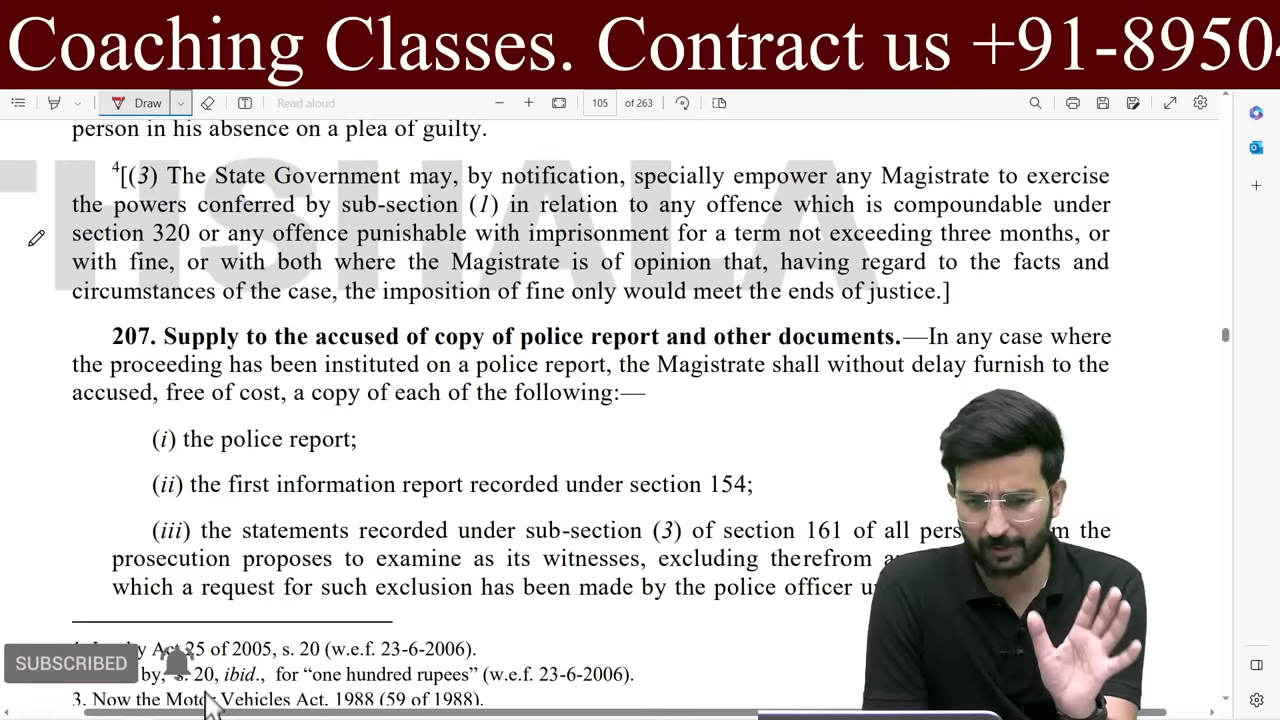 Coaching Classes. Contract us +91-8950
Draw
Read aloud
105 of 263
person in his absence on a plea of guilty.
THSHALA
4[(3) The State Government may, by notification, specially empower any Magistrate to exercise
the powers conferred by sub-section (1) in relation to any offence which is compoundable under
section 320 or any offence punishable with imprisonment for a term not exceeding three months, or
with fine, or with both where the Magistrate is of opinion that, having regard to the facts and
circumstances of the case, the imposition of fine only would meet the ends of justice.]
207. Supply to the accused of copy of police report and other documents.—In any case where
the proceeding has been instituted on a police report, the Magistrate shall without delay furnish to the
accused, free of cost, a copy of each of the following:—
(i) the police report;
(ii) the first information report recorded under section 154;
(iii) the statements recorded under sub-section (3) of section 161 of all the
prosecution proposes to examine as its witnesses, excluding therefrom
which a request for such exclusion has been made by the police officer
1. by Act 25 of 2005, s. 20 (w.e.f. 23-6-2006).
by, s. 20, ibid., for “one hundred rupees” (w.e.f. 23-6-2006).
3. Now the Motor Vehicles Act, 1988 (59 of 1988).
SUBSCRIBED